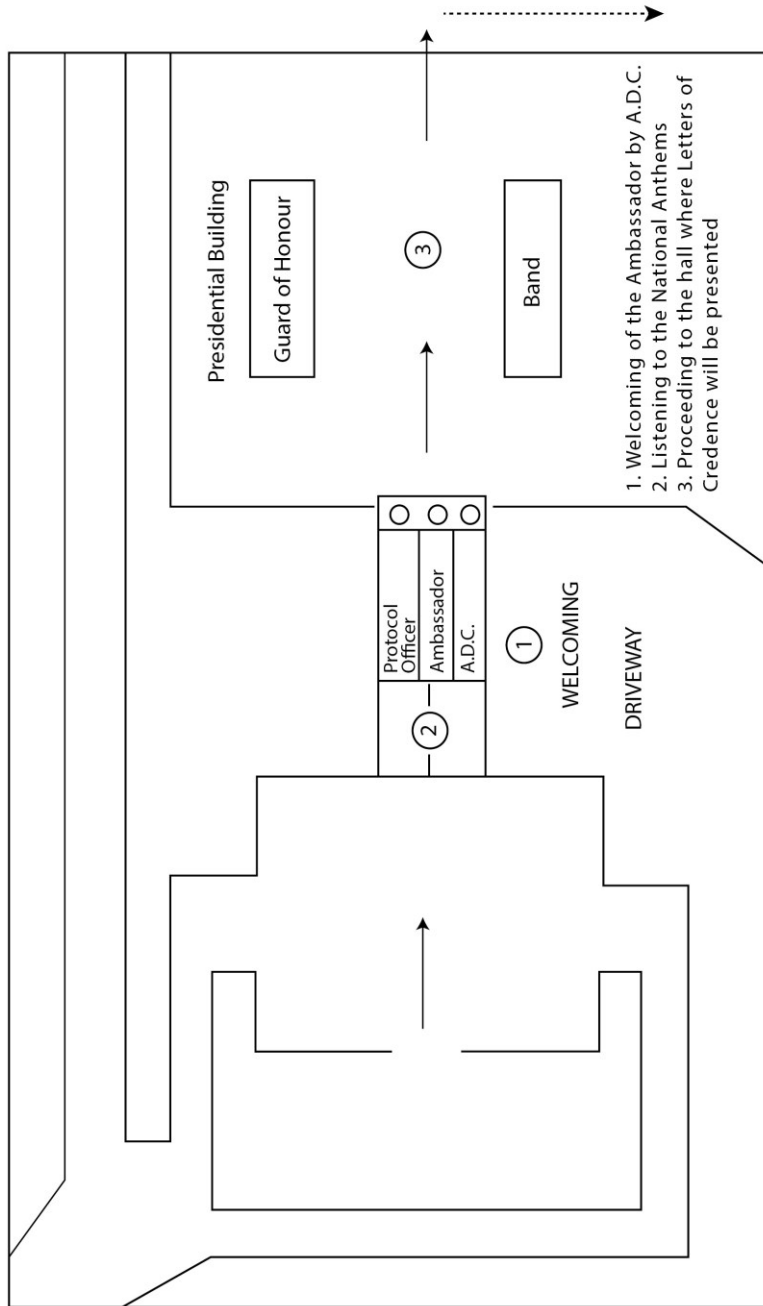 Presidential Building
Guard of Honour
3
Band
Protocol
Officer
Ambassador
A.D.C.
2
1
WELCOMING
DRIVEWAY
1. Welcoming of the Ambassador by A.D.C.
2. Listening to the National Anthems
3. Proceeding to the hall where Letters of
Credence will be presented